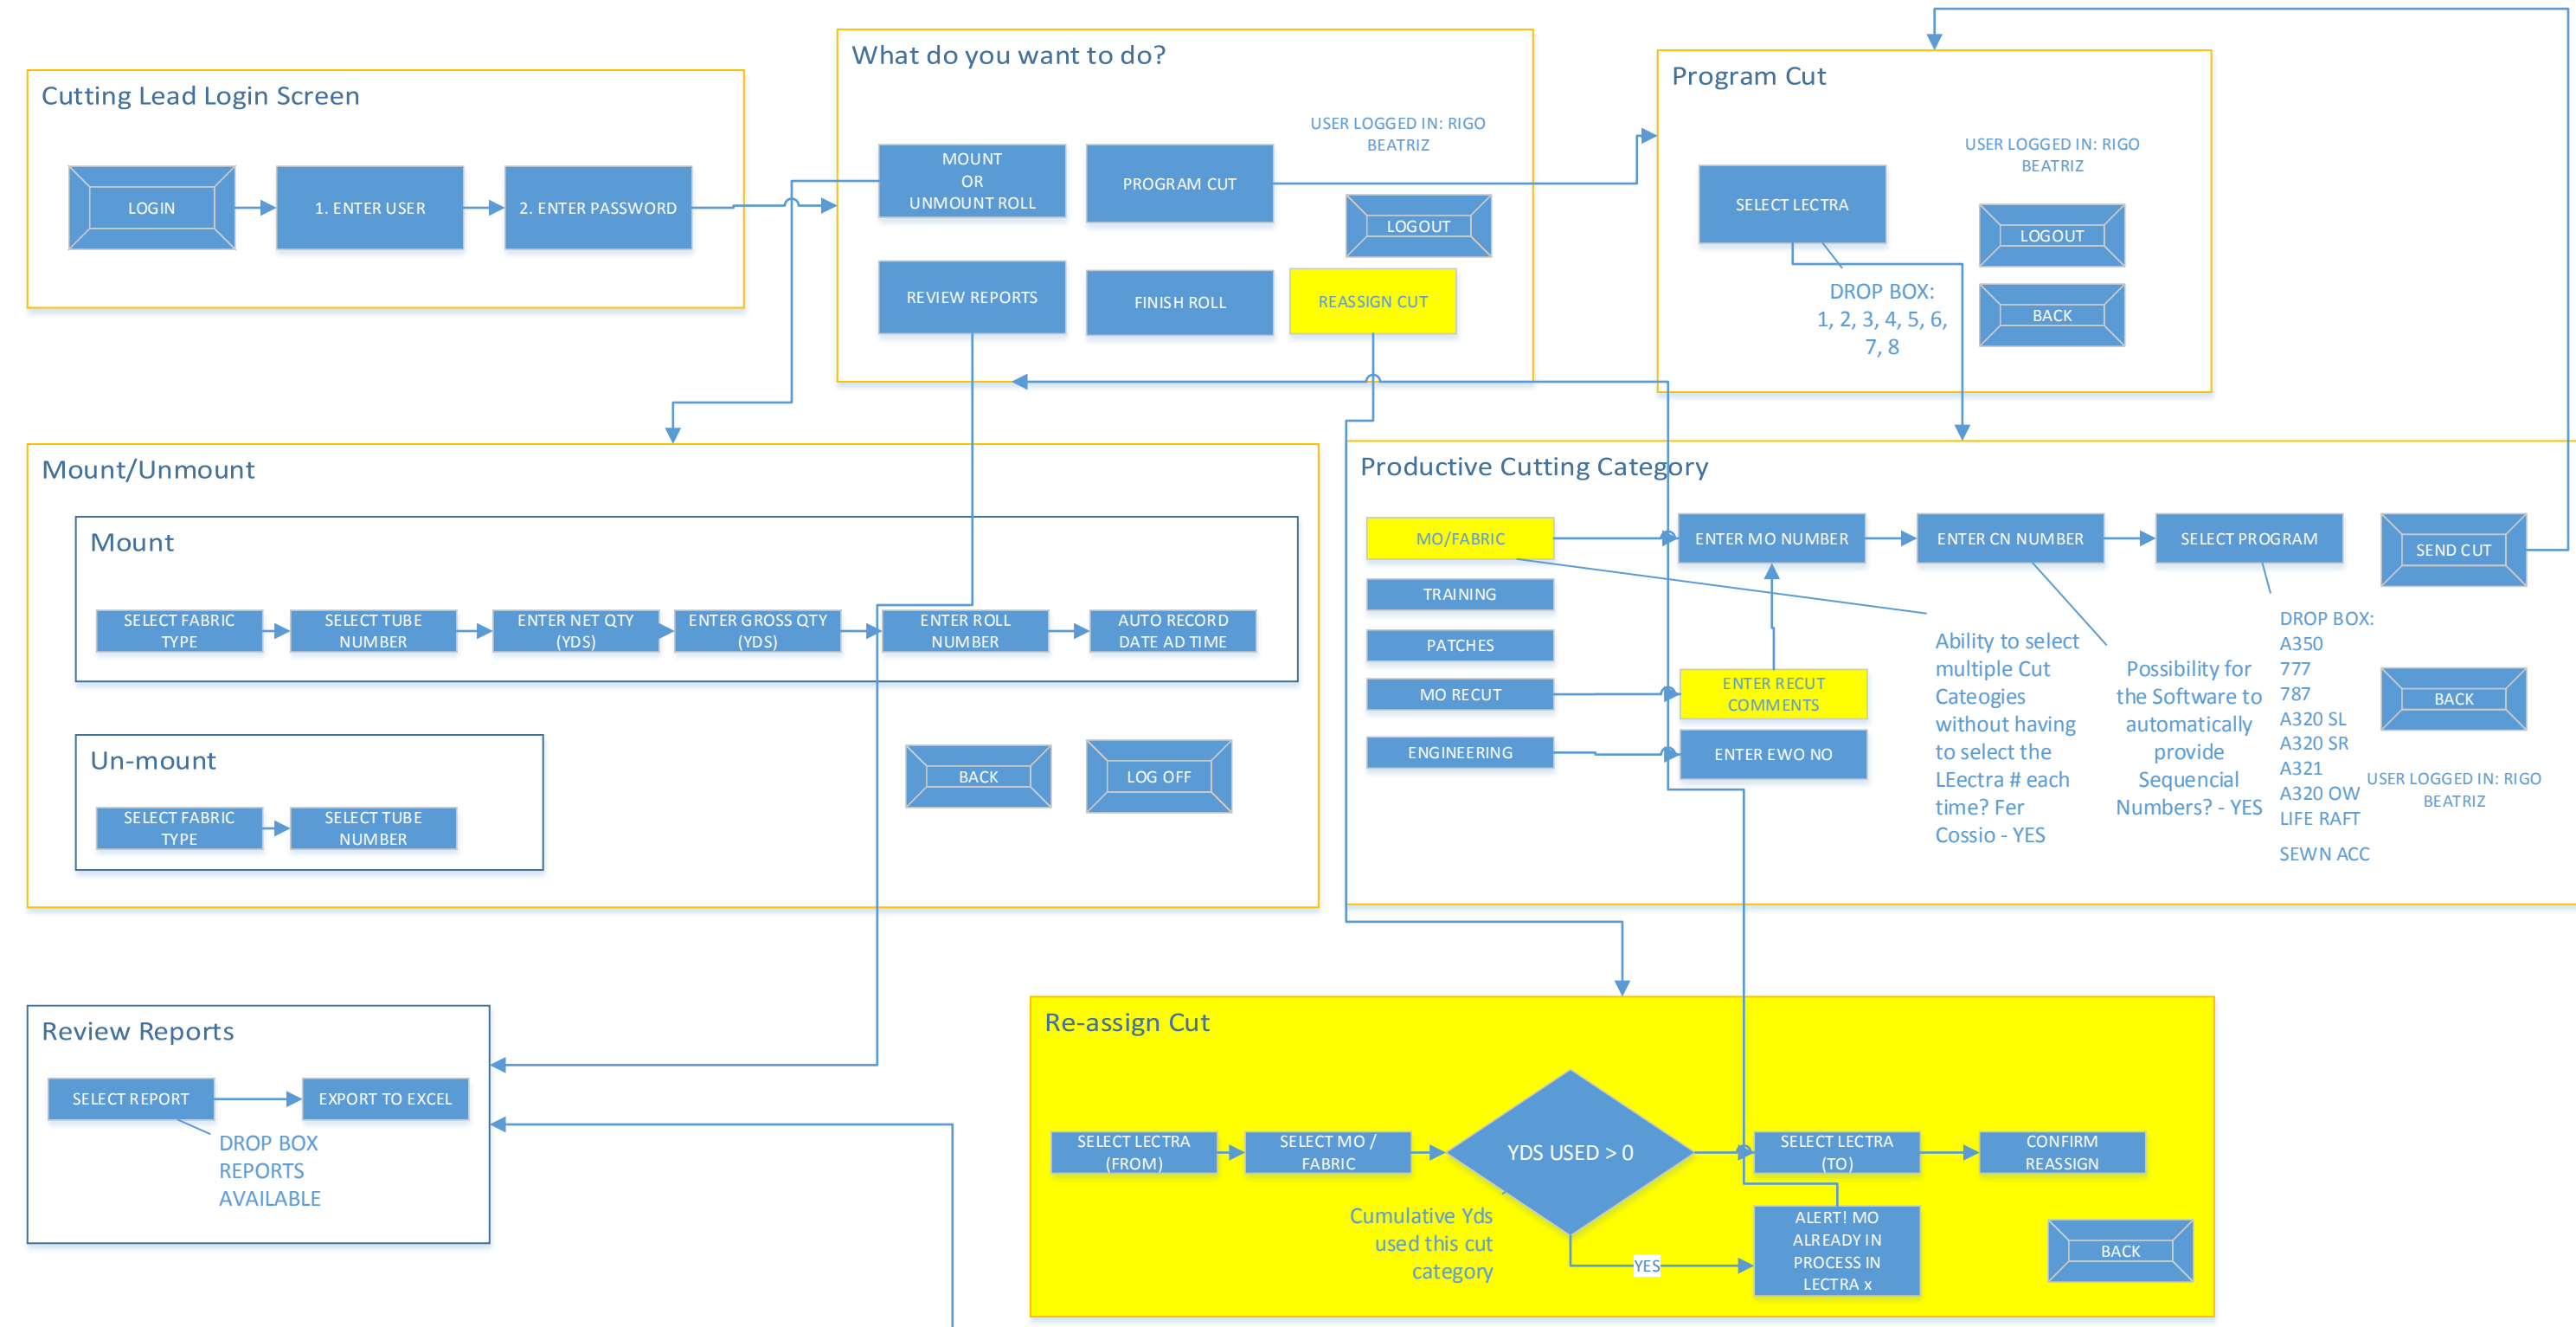 Cutting Lead Login Screen
LOGIN
1. ENTER USER
2. ENTER PASSWORD
What do you want to do?
MOUNT
OR
UNMOUNT ROLL
PROGRAM CUT
USER LOGGED IN: RIGO
BEATRIZ
LOGOUT
REVIEW REPORTS
FINISH ROLL
REASSIGN CUT
Program Cut
SELECT LECTRA
USER LOGGED IN: RIGO
BEATRIZ
LOGOUT
BACK
DROP BOX:
1, 2, 3, 4, 5, 6,
7, 8
Mount/Unmount
Mount
SELECT FABRIC
TYPE
SELECT TUBE
NUMBER
ENTER NET QTY
(YDS)
ENTER GROSS QTY
(YDS)
ENTER ROLL
NUMBER
AUTO RECORD
DATE AD TIME
Un-mount
SELECT FABRIC
TYPE
SELECT TUBE
NUMBER
BACK
LOG OFF
Productive Cutting Category
MO/FABRIC
TRAINING
PATCHES
MO RECUT
ENGINEERING
ENTER MO NUMBER
ENTER CN NUMBER
SELECT PROGRAM
SEND CUT
ENTER RECUT
COMMENTS
ENTER EWO NO
Ability to select
multiple Cut
Cateogies
without having
to select the
LEectra # each
time? Fer
Cossio - YES
Possibility for
the Software to
automatically
provide
Sequencial
Numbers? - YES
DROP BOX:
A350
777
787
A320 SL
A320 SR
A321
A320 OW
LIFE RAFT
SEWN ACC
BACK
USER LOGGED IN: RIGO
BEATRIZ
Review Reports
SELECT REPORT
EXPORT TO EXCEL
DROP BOX
REPORTS
AVAILABLE
Re-assign Cut
SELECT LECTRA
(FROM)
SELECT MO /
FABRIC
YDS USED > 0
SELECT LECTRA
(TO)
CONFIRM
REASSIGN
Cumulative Yds
used this cut
category
YES
ALERT! MO
ALREADY IN
PROCESS IN
LECTRA x
BACK